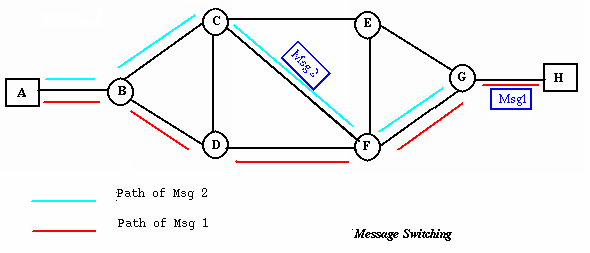 C
E
Msg 2
A
B
G
H
Msg1
D
F
Path of Msg 2
Path of Msg 1
Message Switching